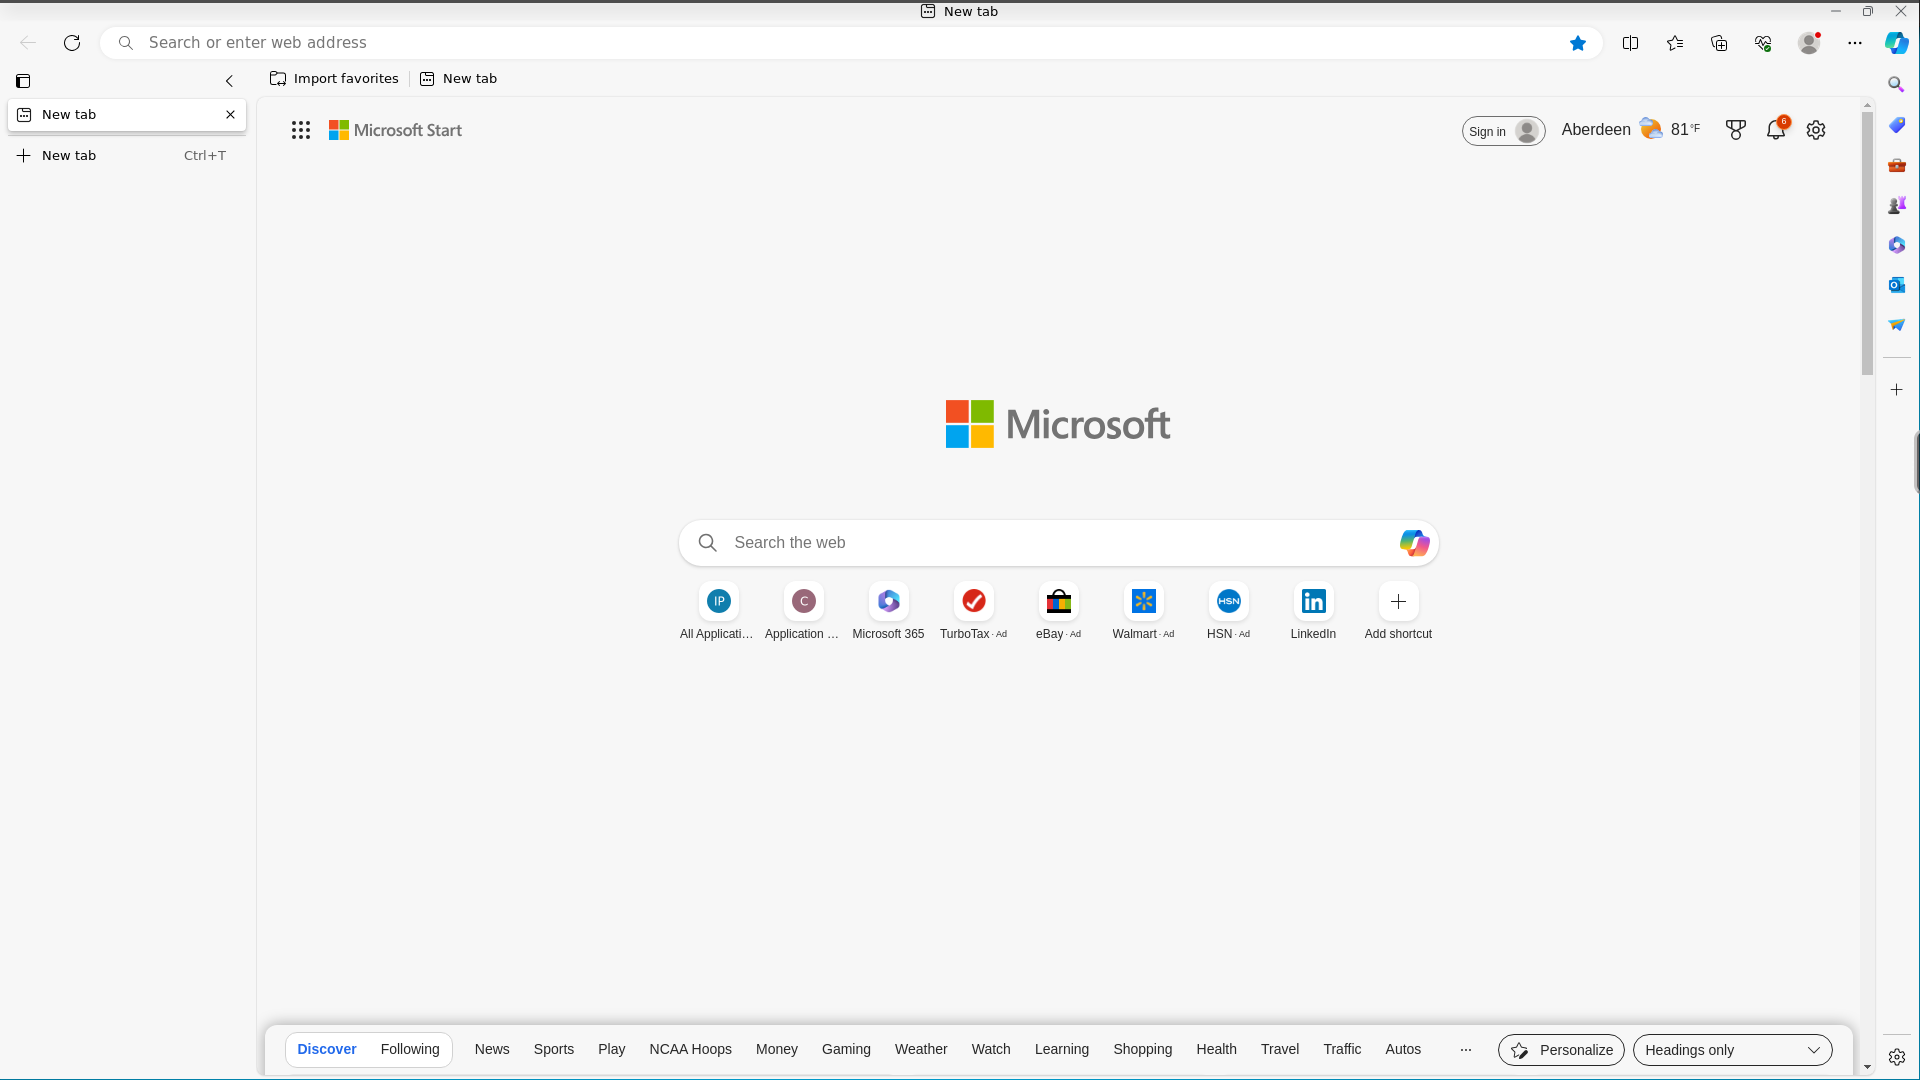 New tab
Search or enter web address
Import favorites
New tab
New tab
New tab Ctrl+T
Microsoft Start
Sign in
Aberdeen 81 °F
6
Microsoft
Search the web
IP
C
HSN
in
All Applicati...
Application ...
Microsoft 365
TurboTax · Ad
eBay · Ad
Walmart · Ad
HSN · Ad
LinkedIn
Add shortcut
Discover Following News Sports Play NCAA Hoops Money Gaming Weather Watch Learning Shopping Health Travel Traffic Autos ... Personalize Headings only